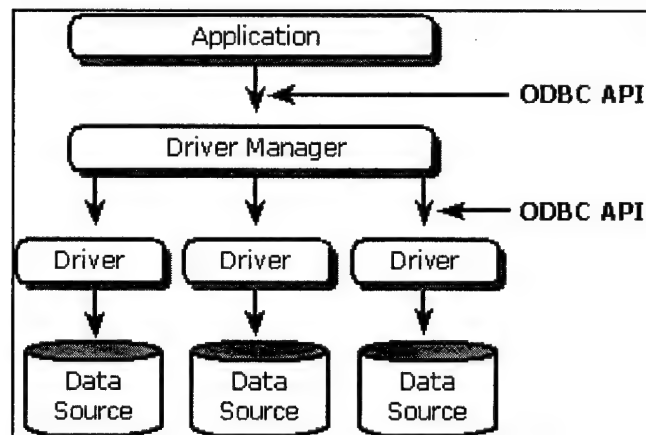 Application
ODBC API
Driver Manager
ODBC API
Driver
Driver
Driver
Data
Source
Data
Source
Data
Source